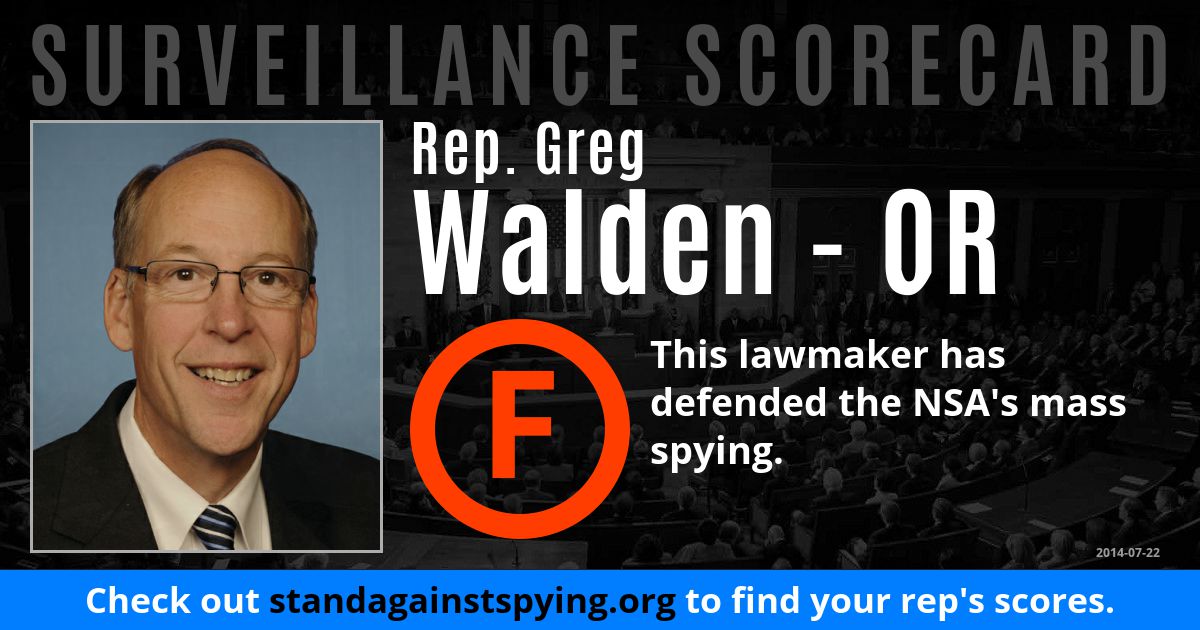 SURVEILLANCE SCORECARD
Rep. Greg
Walden - OR
F
This lawmaker has
defended the NSA's mass
spying.
2014-07-22
Check out standagainstspying.org to find your rep's scores.